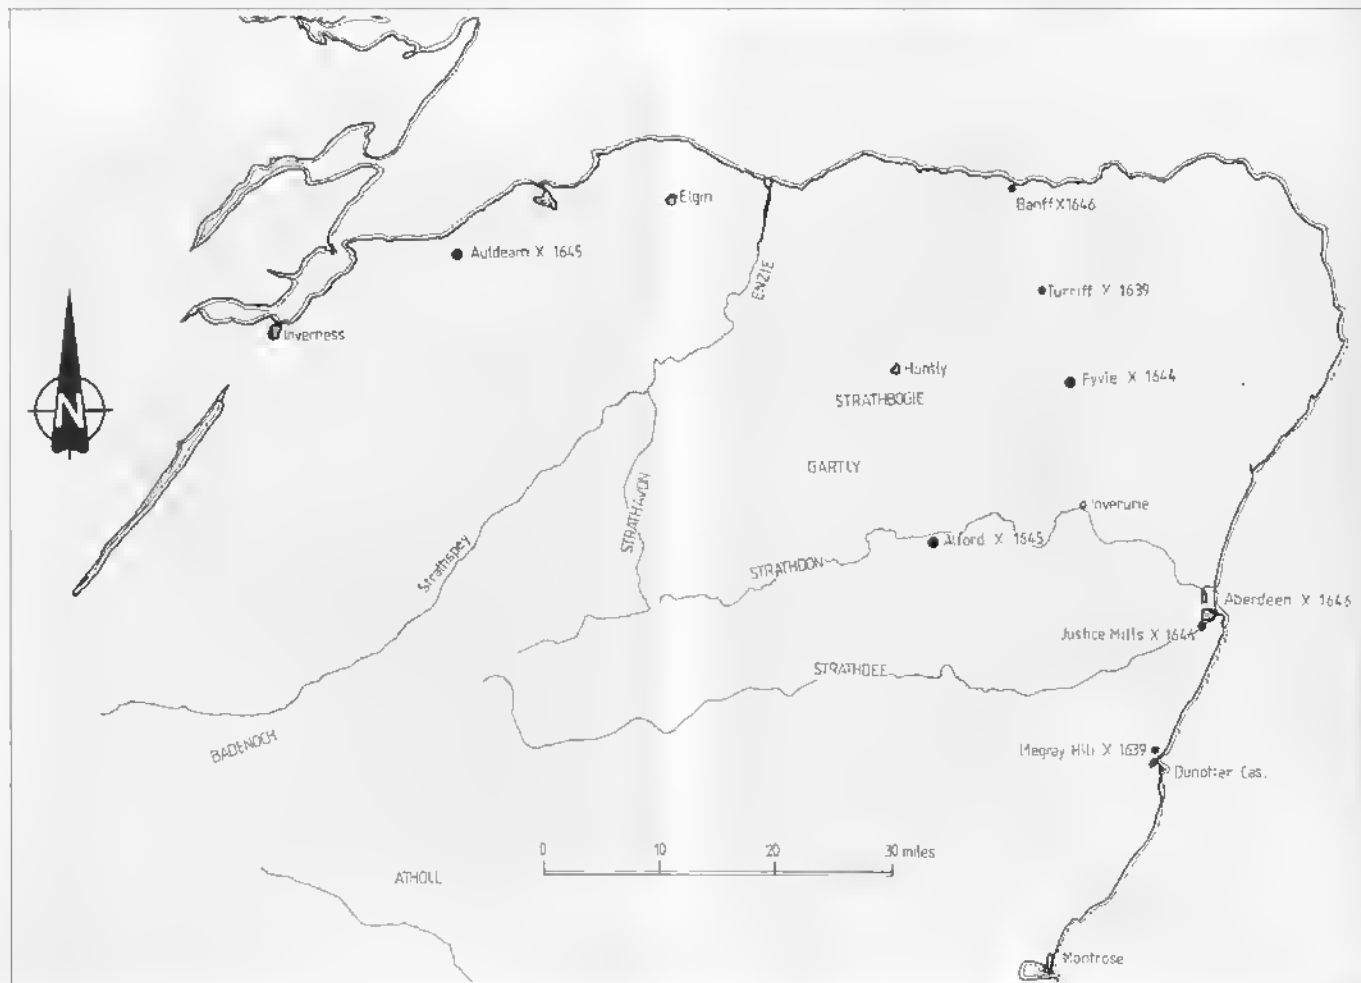 Elgin
Banff X 1646
Auldearn X 1645
ENZIE
Turriff X 1639
Inverness
Huntly
Fyvie X 1644
STRATHBOGIE
N
GARTLY
STRATHAVON
Inverurie
Strathspey
Alford X 1645
STRATHDON
Aberdeen X 1646
Justice Mills X 1644
STRATHDEE
BADENOCH
Megray Hill X 1639
Dunotter Cas.
0 10 20 30 miles
ATHOLL
Montrose